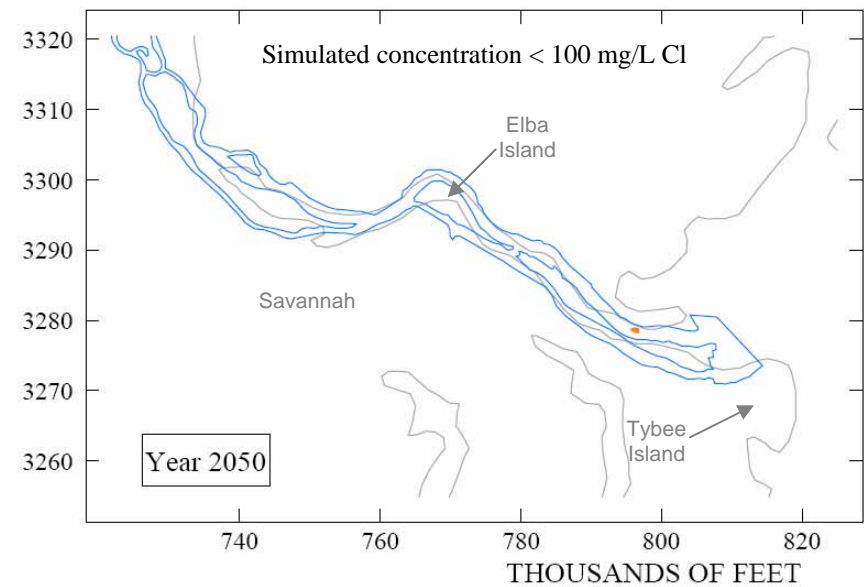 Simulated concentration < 100 mg/L Cl
3320
3310
3300
3290
3280
3270
3260
Elba
Island
Savannah
Tybee
Island
Year 2050
740
760
780
800
820
THOUSANDS OF FEET